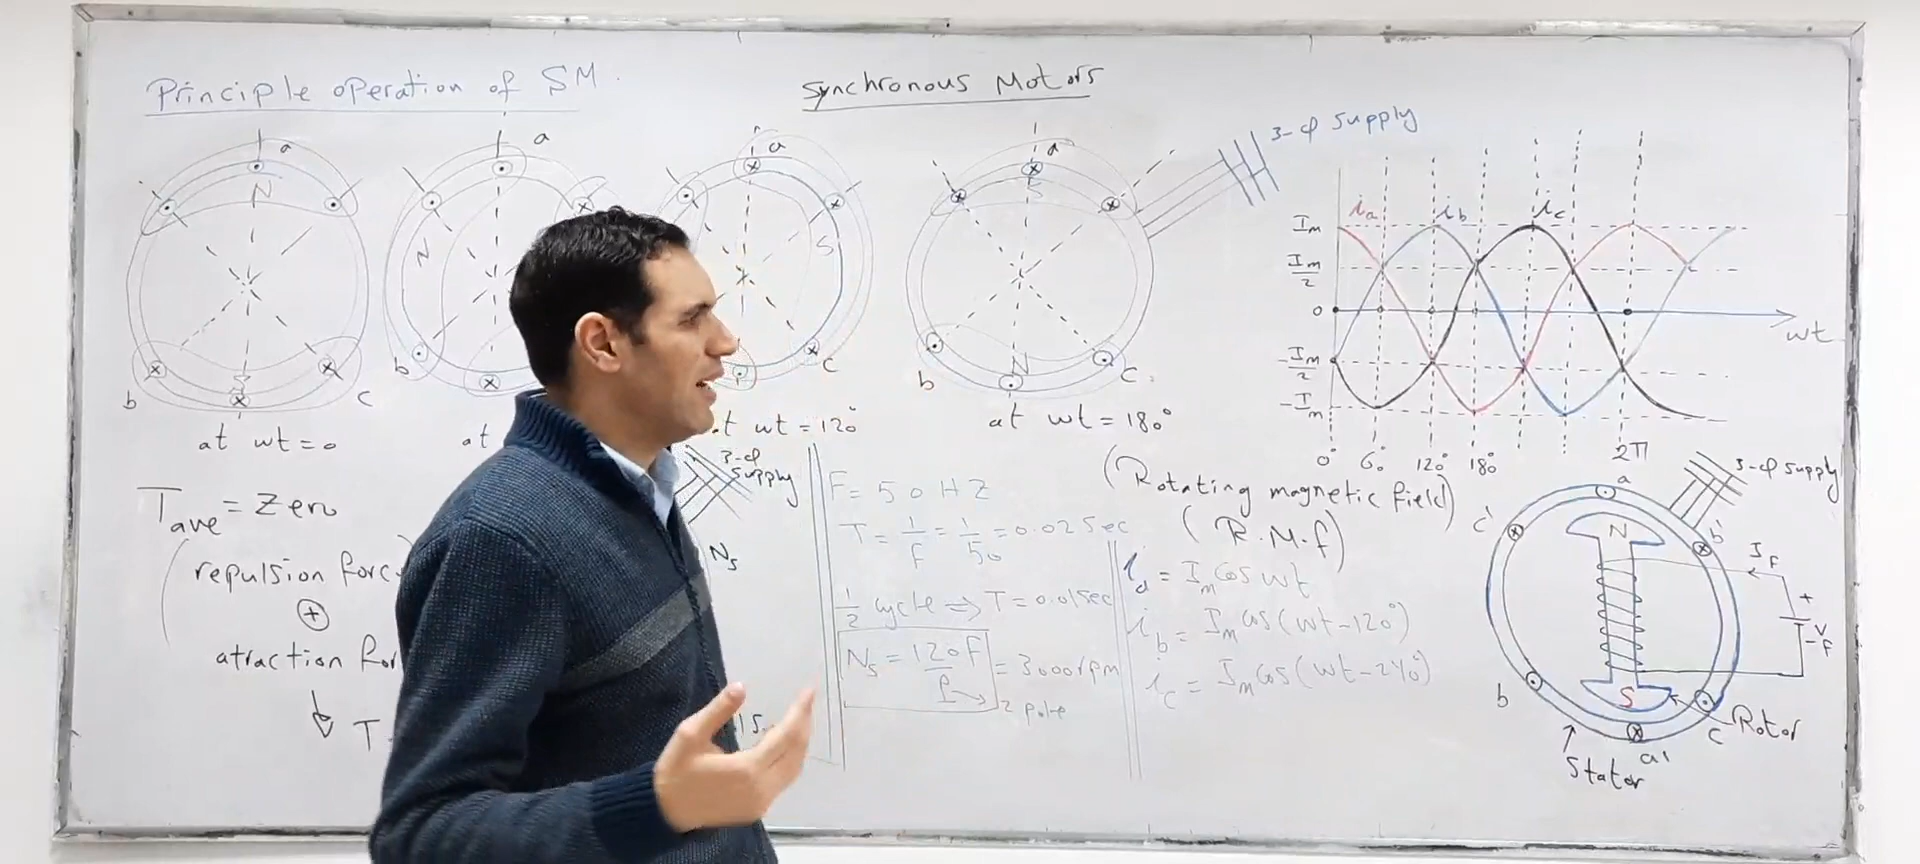 Principle operation of SM.
Synchronous Motors
3-φ supply
a
N
S
b
c
at wt = 0
a
N
b
at
a
S
c
at wt = 120°
a
S
N
b
c
at wt = 180°
ia
ib
ic
Im
Im/2
0
-Im/2
-Im
wt
0° 60° 120° 180° 2π
(Rotating magnetic field)
(R.M.f)
Tave = Zero
(repulsion force
+
atraction for
T
3-φ
supply
Ns
F = 50 HZ
T = 1/F = 1/50 = 0.02 Sec
1/2 cycle => T = 0.01 sec
Ns = 120F/P = 3000rpm
2 pole
ia = Im Cos wt
ib = Im Cos(wt-120°)
ic = Im Cos(wt-240°)
3-φ supply
a
c'
b'
N
IF
+
VF
-
b
S
c
a'
Rotor
Stator